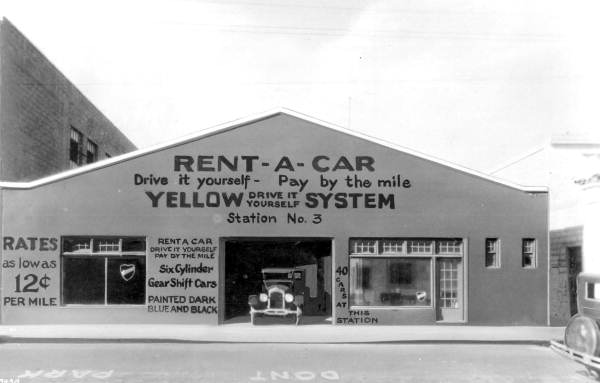 RENT-A-CAR
Drive it yourself - Pay by the mile
YELLOW DRIVE IT YOURSELF SYSTEM
Station No. 3
RATES
as low as
12¢
PER MILE
RENT A CAR
DRIVE IT YOURSELF
PAY BY THE MILE
Six Cylinder
Gear Shift Cars
PAINTED DARK
BLUE AND BLACK
40
CARS
AT
THIS
STATION
PARK
DONT